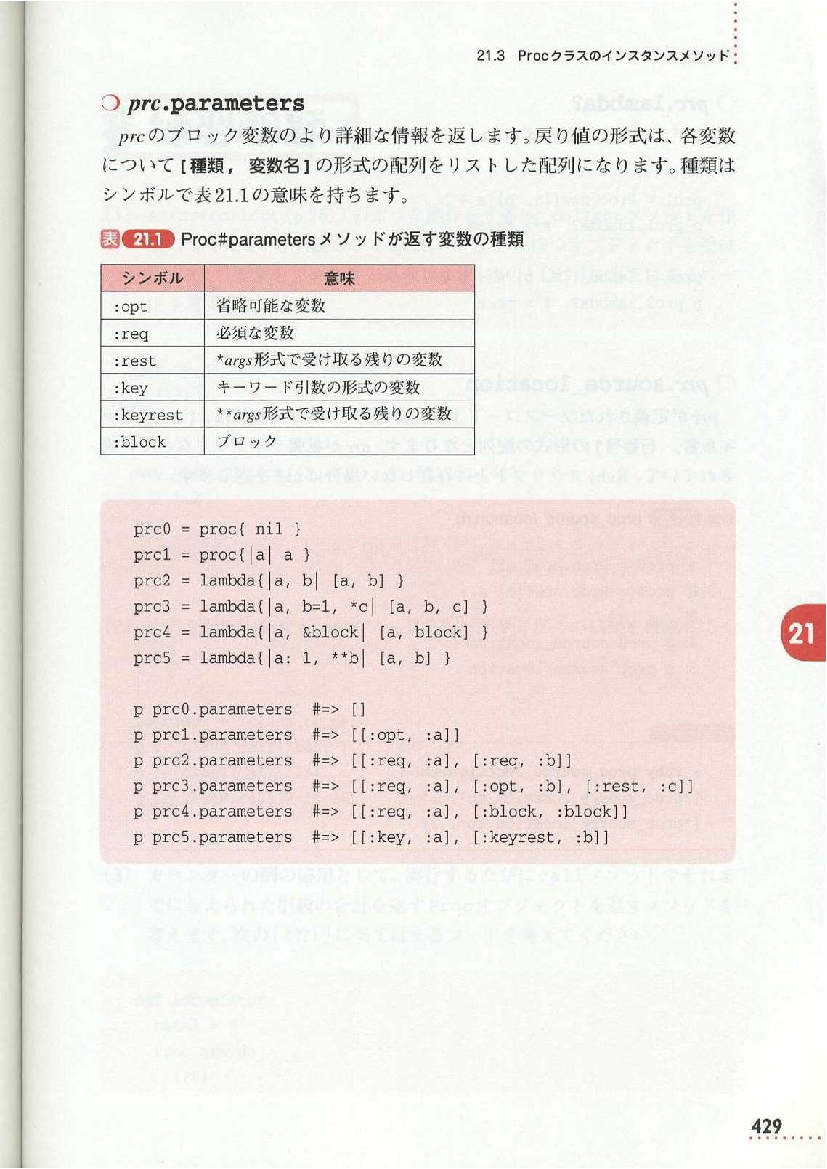 21.3 Procクラスのインスタンスメソッド
prc.parameters
prcのブロック変数のより詳細な情報を返します。戻り値の形式は、各変数
について[種類, 変数名]の形式の配列をリストした配列になります。種類は
シンボルで表21.1の意味を持ちます。
表 21.1 Proc#parametersメソッドが返す変数の種類
シンボル 意味
:opt 省略可能な変数
:req 必須な変数
:rest *args形式で受け取る残りの変数
:key キーワード引数の形式の変数
:keyrest **args形式で受け取る残りの変数
:block ブロック
prc0 = proc{ nil }
prc1 = proc{|a| a }
prc2 = lambda{|a, b| [a, b] }
prc3 = lambda{|a, b=1, *c| [a, b, c] }
prc4 = lambda{|a, &block| [a, block] }
prc5 = lambda{|a: 1, **b| [a, b] }
21
p prc0.parameters #=> []
p prc1.parameters #=> [[:opt, :a]]
p prc2.parameters #=> [[:req, :a], [:req, :b]]
p prc3.parameters #=> [[:req, :a], [:opt, :b], [:rest, :c]]
p prc4.parameters #=> [[:req, :a], [:block, :block]]
p prc5.parameters #=> [[:key, :a], [:keyrest, :b]]
429